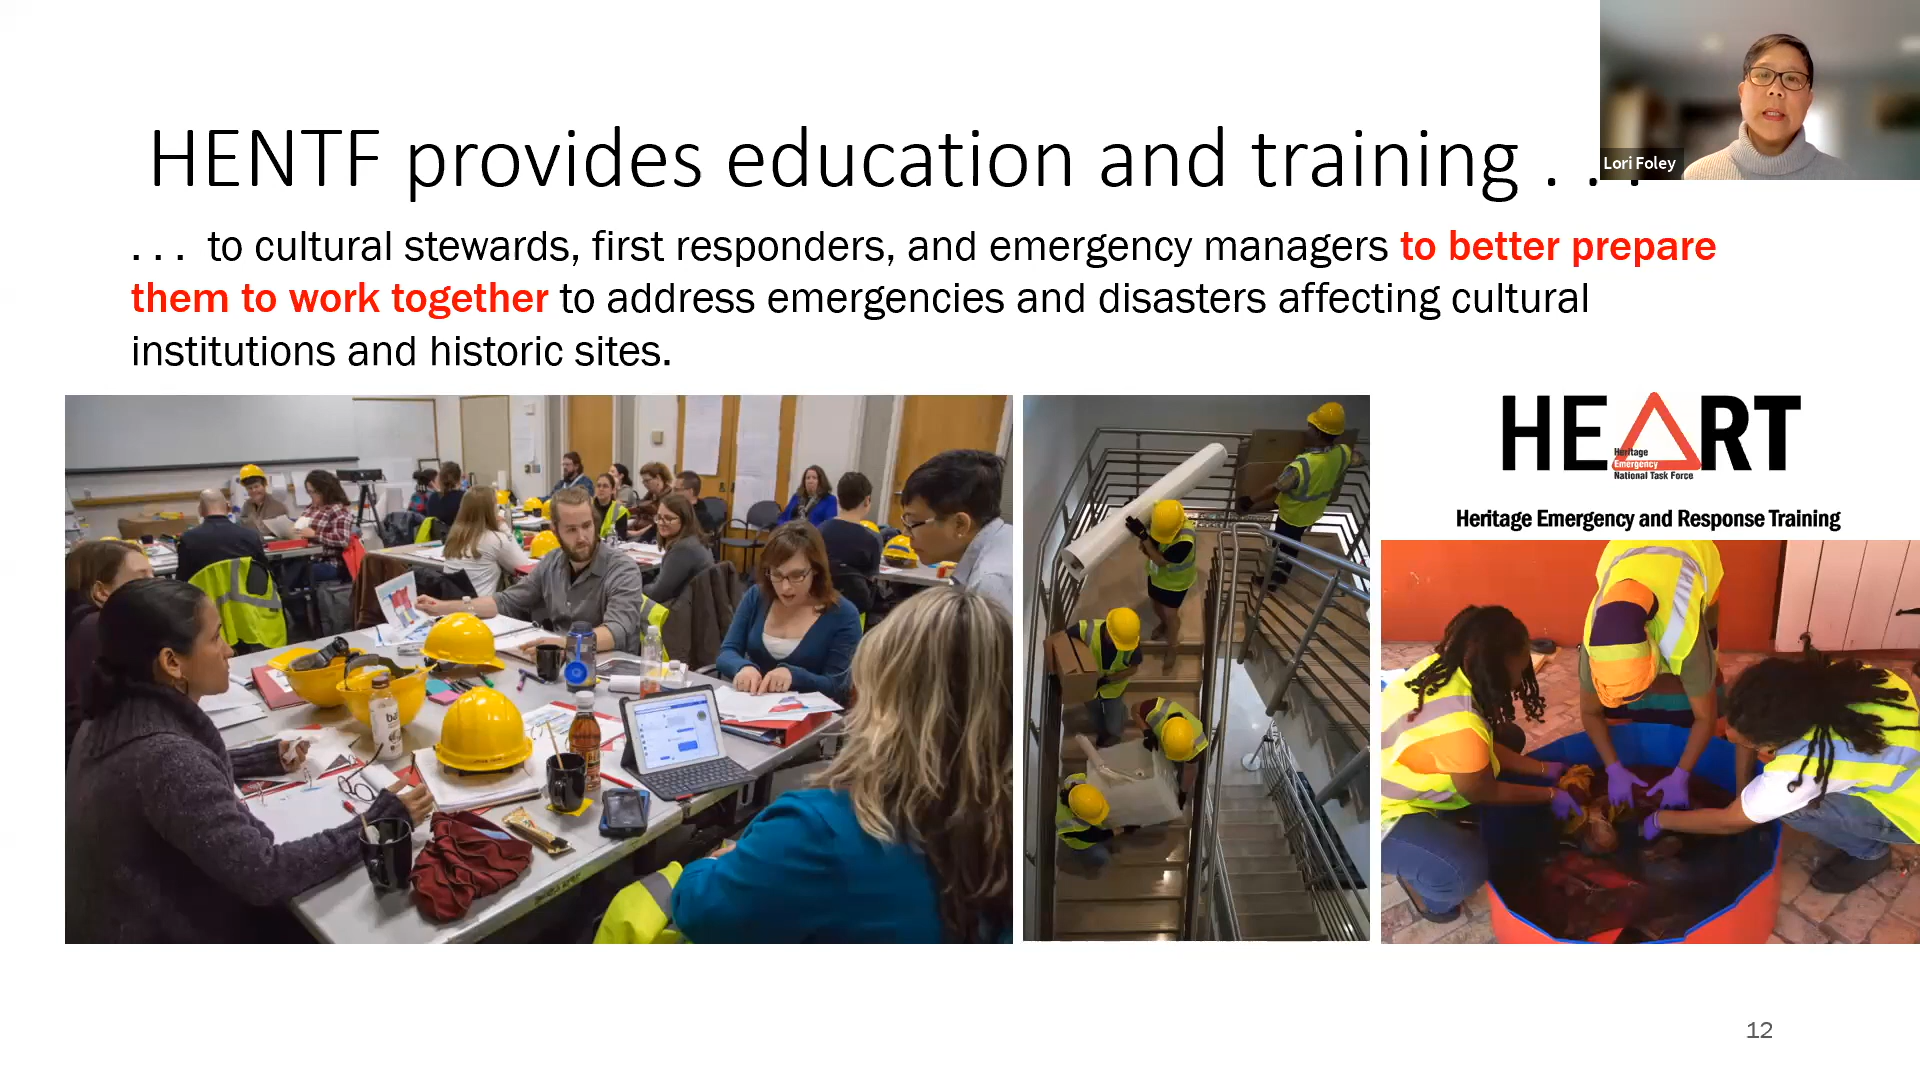 HENTF provides education and training . . .
Lori Foley
. . . to cultural stewards, first responders, and emergency managers to better prepare
them to work together to address emergencies and disasters affecting cultural
institutions and historic sites.
HEART
Heritage
Emergency
National Task Force
Heritage Emergency and Response Training
12